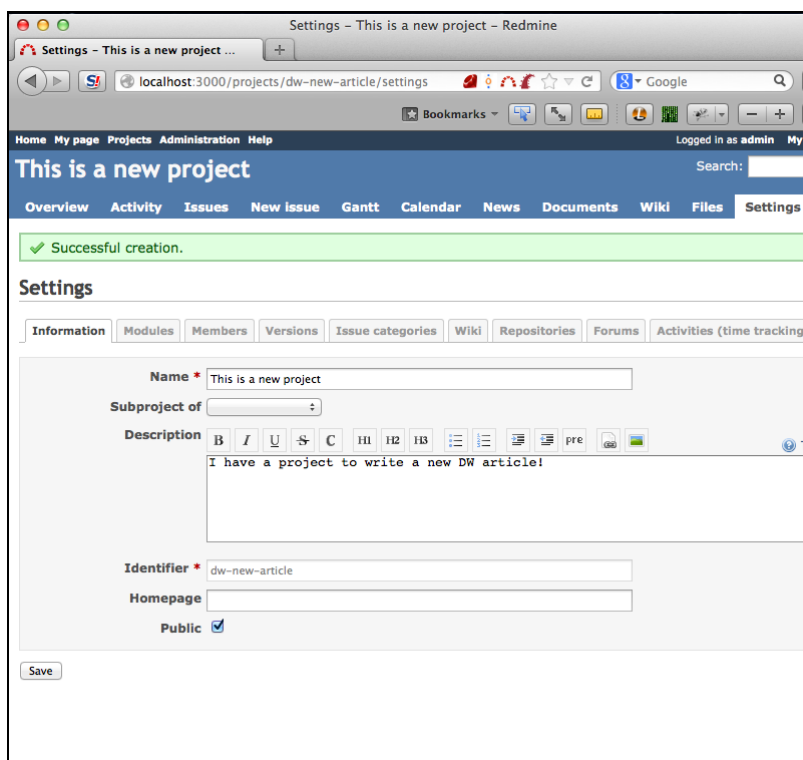 Settings – This is a new project – Redmine
Settings – This is a new project ...
localhost:3000/projects/dw-new-article/settings
Google
Bookmarks
Home My page Projects Administration Help
Logged in as admin My
This is a new project
Search:
Overview Activity Issues New issue Gantt Calendar News Documents Wiki Files Settings
Successful creation.
Settings
Information Modules Members Versions Issue categories Wiki Repositories Forums Activities (time tracking
Name * This is a new project
Subproject of
Description B I U S C H1 H2 H3 pre
I have a project to write a new DW article!
Identifier * dw-new-article
Homepage
Public
Save